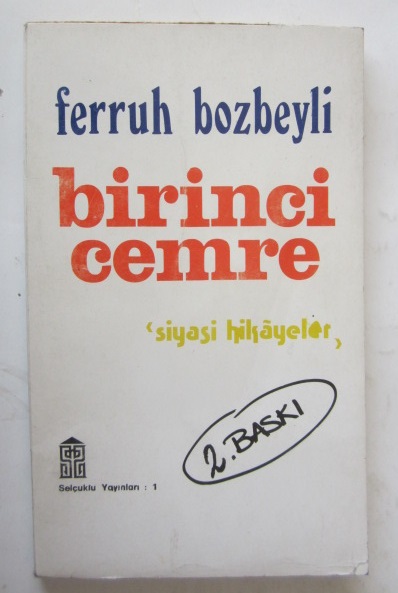 ferruh bozbeyli
birinci
cemre
‹siyasi hikâyeler›
2. BASKI
Selçuklu Yayınları : 1